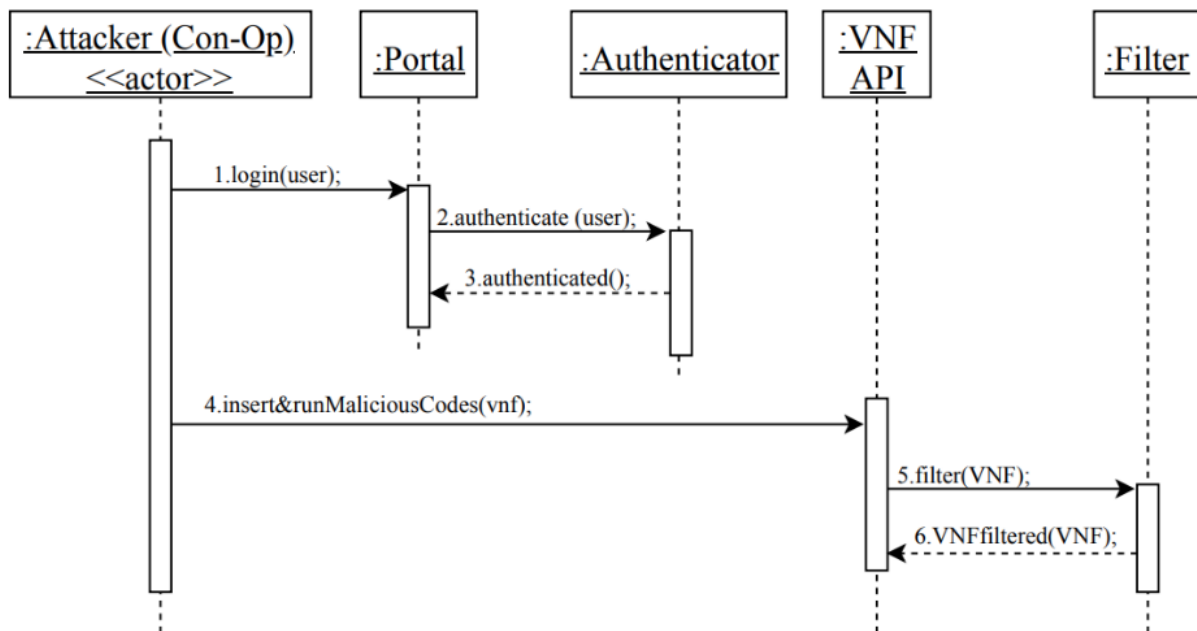 :Attacker (Con-Op)
<<actor>>
:Portal
:Authenticator
:VNF
API
:Filter
1.login(user);
2.authenticate (user);
3.authenticated();
4.insert&runMaliciousCodes(vnf);
5.filter(VNF);
6.VNFfiltered(VNF);